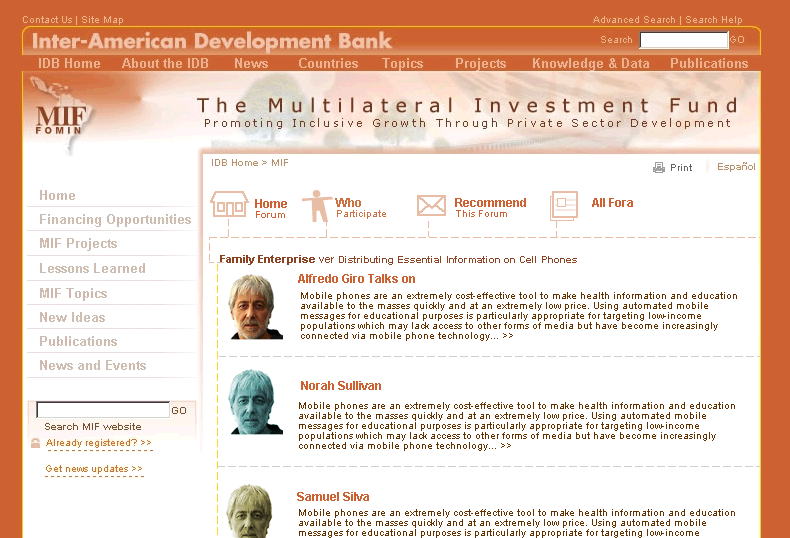 Contact Us | Site Map
Advanced Search | Search Help
Inter-American Development Bank
Search GO
IDB Home About the IDB News Countries Topics Projects Knowledge & Data Publications
MIF
FOMIN
The Multilateral Investment Fund
Promoting Inclusive Growth Through Private Sector Development
IDB Home > MIF
Print Español
Home
Financing Opportunities
MIF Projects
Lessons Learned
MIF Topics
New Ideas
Publications
News and Events
GO
Search MIF website
Already registered? >>
Get news updates >>
Home
Forum
Who
Participate
Recommend
This Forum
All Fora
Family Enterprise ver Distributing Essential Information on Cell Phones
Alfredo Giro Talks on
Mobile phones are an extremely cost-effective tool to make health information and education
available to the masses quickly and at an extremely low price. Using automated mobile
messages for educational purposes is particularly appropriate for targeting low-income
populations which may lack access to other forms of media but have become increasingly
connected via mobile phone technology... >>
Norah Sullivan
Mobile phones are an extremely cost-effective tool to make health information and education
available to the masses quickly and at an extremely low price. Using automated mobile
messages for educational purposes is particularly appropriate for targeting low-income
populations which may lack access to other forms of media but have become increasingly
connected via mobile phone technology... >>
Samuel Silva
Mobile phones are an extremely cost-effective tool to make health information and education
available to the masses quickly and at an extremely low price. Using automated mobile
messages for educational purposes is particularly appropriate for targeting low-income